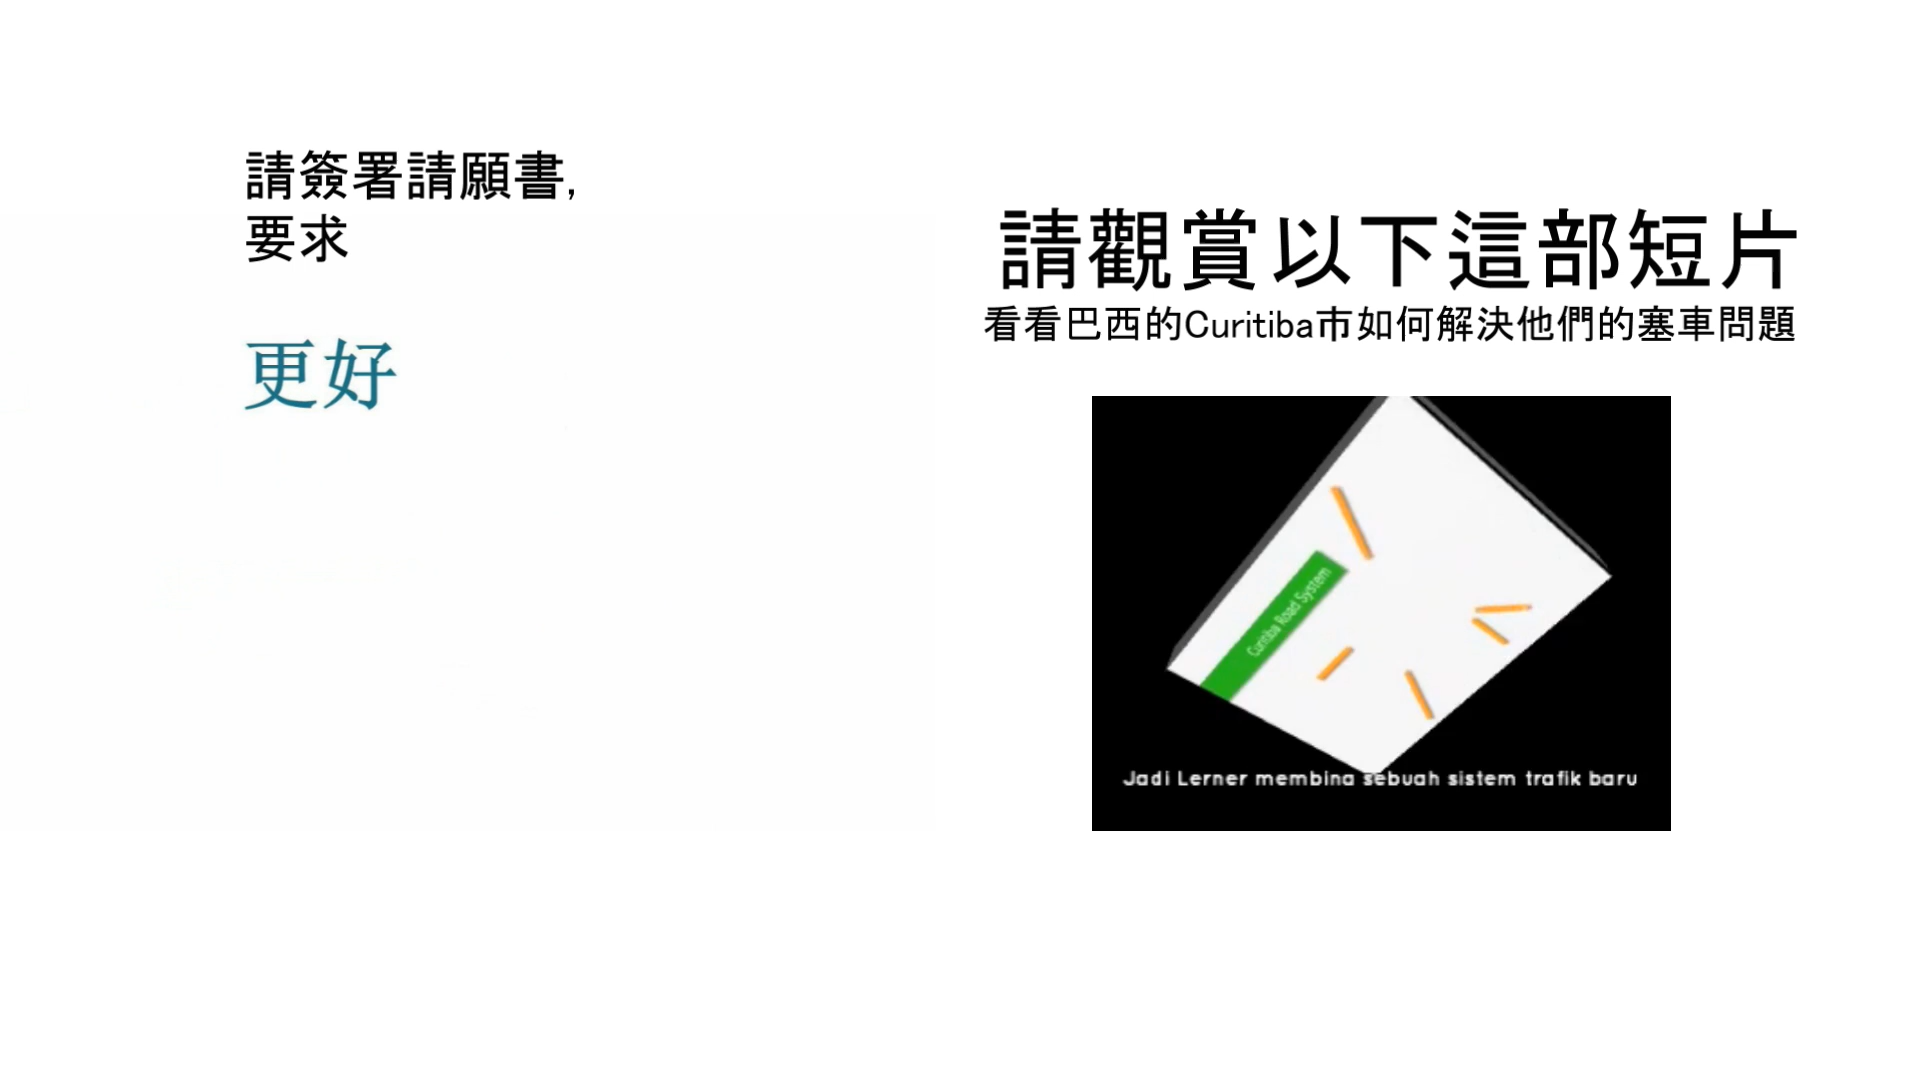 請簽署請願書,
要求
更好
請觀賞以下這部短片
看看巴西的Curitiba市如何解決他們的塞車問題
Curitiba Road System
Jadi Lerner membina sebuah sistem trafik baru